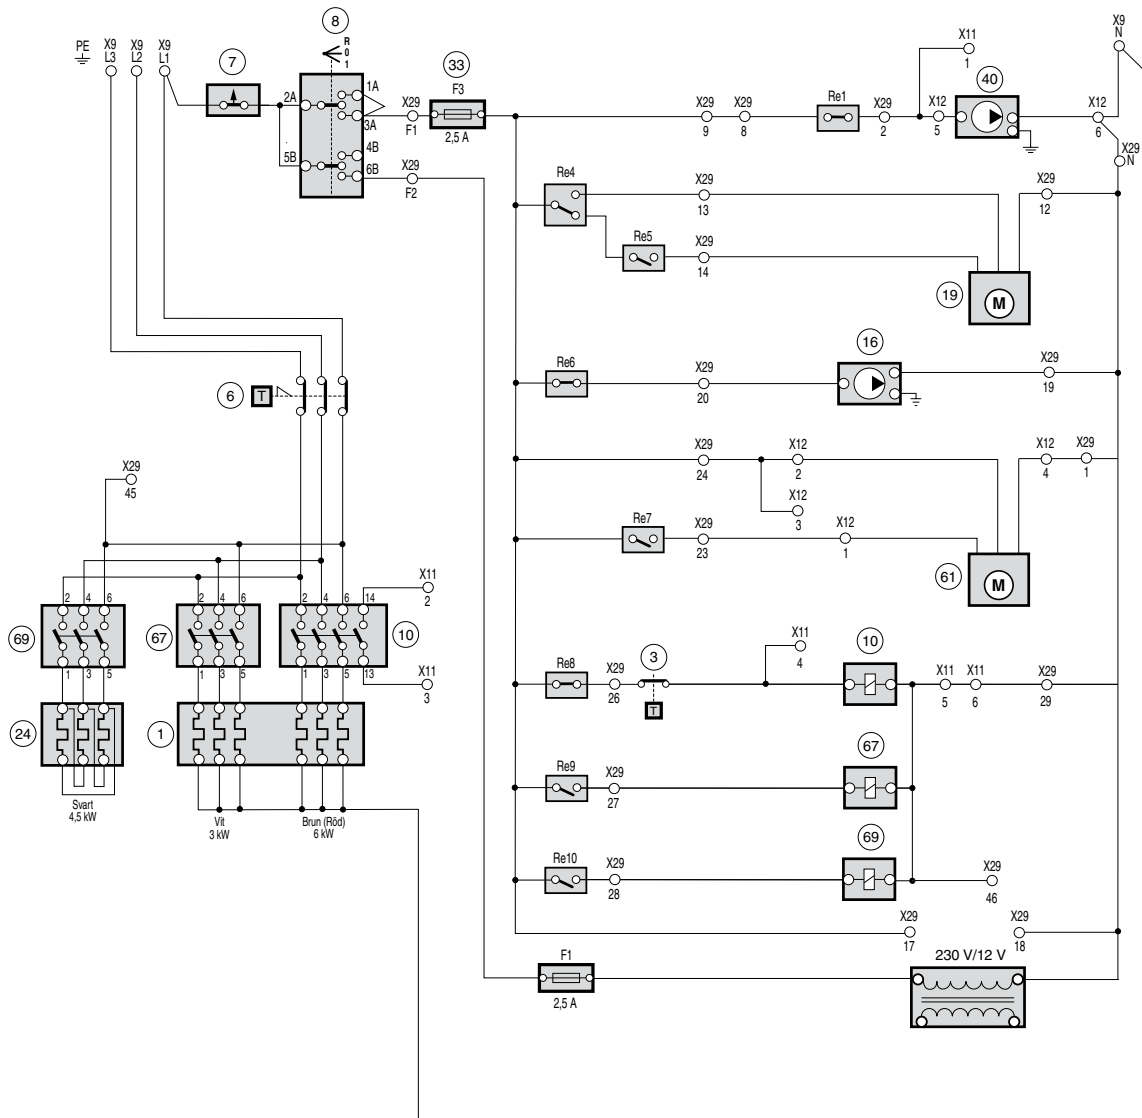 PE
X9
L3
X9
L2
X9
L1
7
8
R
0
1
2A
5B
1A
3A
4B
6B
X29
F1
X29
F2
33
F3
2,5 A
X29
9
X29
8
Re1
X29
2
X11
1
X12
5
40
X12
6
X9
N
X29
N
Re4
X29
13
X29
12
Re5
X29
14
19
M
Re6
X29
20
16
X29
19
6
T
X29
24
X12
2
X12
3
X12
4
X29
1
Re7
X29
23
X12
1
61
M
X29
45
X11
2
X11
3
69
2 4 6
1 3 5
67
2 4 6
1 3 5
10
2 4 6 14
1 3 5 13
24
Svart
4,5 kW
1
Vit
3 kW
Brun (Röd)
6 kW
Re8
X29
26
3
T
X11
4
10
X11
5
X11
6
X29
29
Re9
X29
27
67
Re10
X29
28
69
X29
46
X29
17
X29
18
F1
2,5 A
230 V/12 V